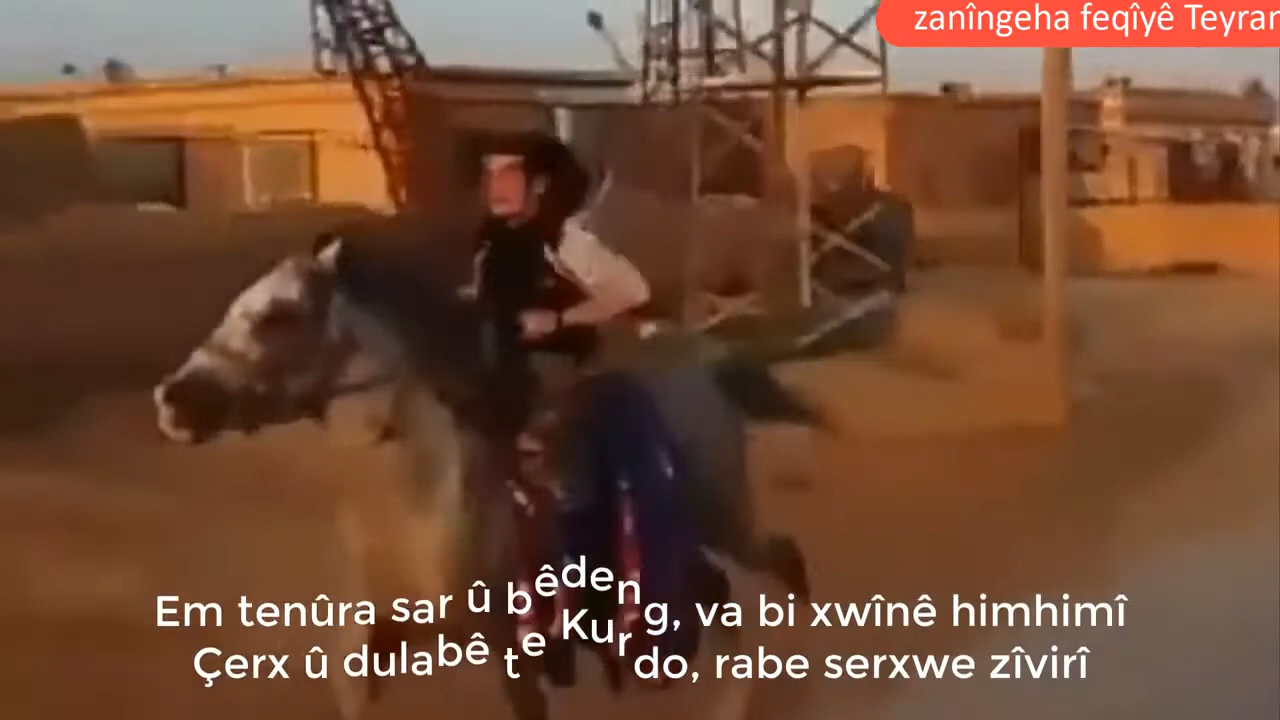 zanîngeha feqîyê Teyran
Em tenûra sar û bêdeng, va bi xwînê himhimî
Çerx û dulabê te Kurdo, rabe serxwe zîvirî